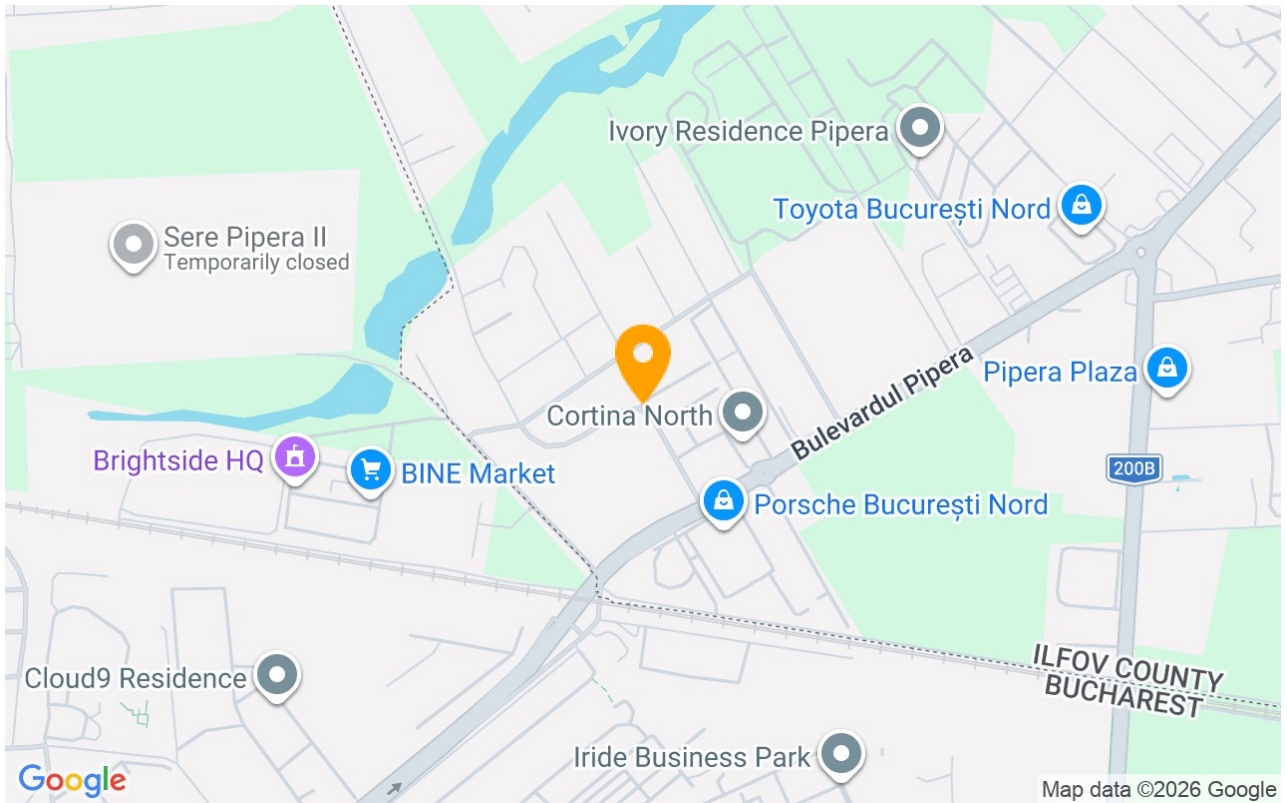 Ivory Residence Pipera
Toyota București Nord
Sere Pipera II
Temporarily closed
Bulevardul Pipera
Pipera Plaza
Cortina North
Brightside HQ
BINE Market
200B
Porsche București Nord
ILFOV COUNTY
BUCHAREST
Cloud9 Residence
Iride Business Park
Google
Map data ©2026 Google